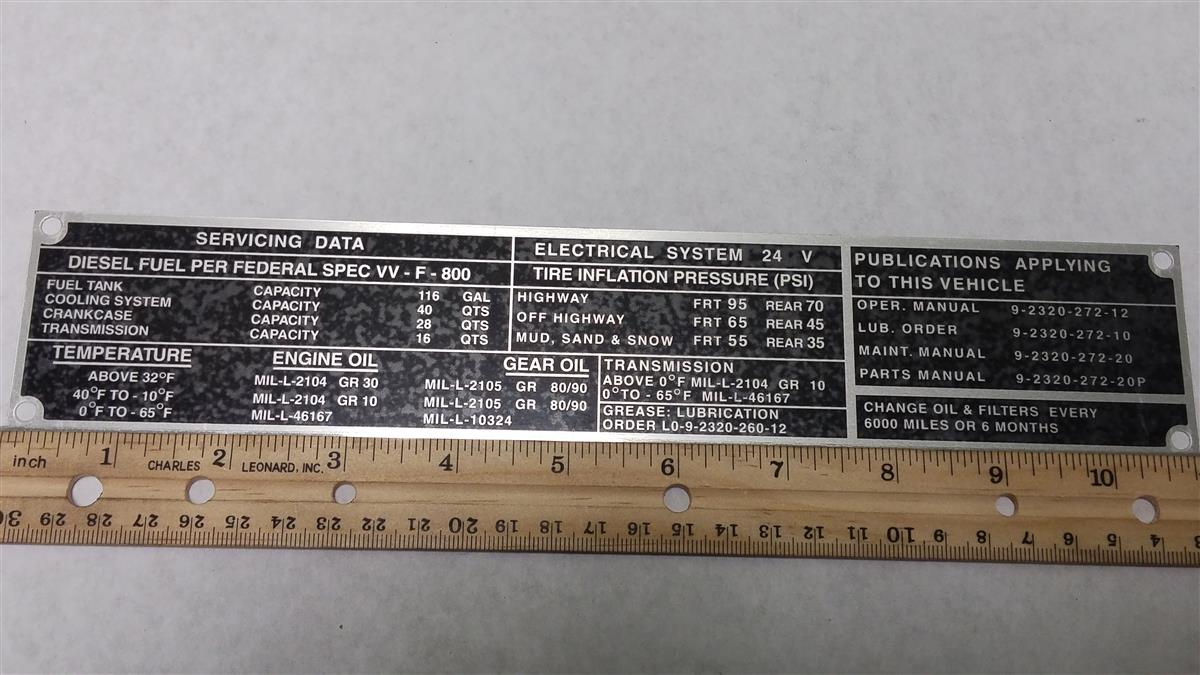 SERVICING DATA
DIESEL FUEL PER FEDERAL SPEC VV - F - 800
FUEL TANK CAPACITY 116 GAL
COOLING SYSTEM CAPACITY 40 QTS
CRANKCASE CAPACITY 28 QTS
TRANSMISSION CAPACITY 16 QTS
TEMPERATURE ENGINE OIL GEAR OIL
ABOVE 32°F MIL-L-2104 GR 30 MIL-L-2105 GR 80/90
40°F TO - 10°F MIL-L-2104 GR 10 MIL-L-2105 GR 80/90
0°F TO - 65°F MIL-L-46167 MIL-L-10324
ELECTRICAL SYSTEM 24 V
TIRE INFLATION PRESSURE (PSI)
HIGHWAY FRT 95 REAR 70
OFF HIGHWAY FRT 65 REAR 45
MUD, SAND & SNOW FRT 55 REAR 35
TRANSMISSION
ABOVE 0°F MIL-L-2104 GR 10
0°TO - 65°F MIL-L-46167
GREASE: LUBRICATION
ORDER L0-9-2320-260-12
PUBLICATIONS APPLYING
TO THIS VEHICLE
OPER. MANUAL 9-2320-272-12
LUB. ORDER 9-2320-272-10
MAINT. MANUAL 9-2320-272-20
PARTS MANUAL 9-2320-272-20P
CHANGE OIL & FILTERS EVERY
6000 MILES OR 6 MONTHS
inch 1 CHARLES 2 LEONARD, INC. 3 4 5 6 7 8 9 10
30 29 28 27 26 25 24 23 22 21 20 19 18 17 16 15 14 13 12 11 10 9 8 7 6 5 4 3